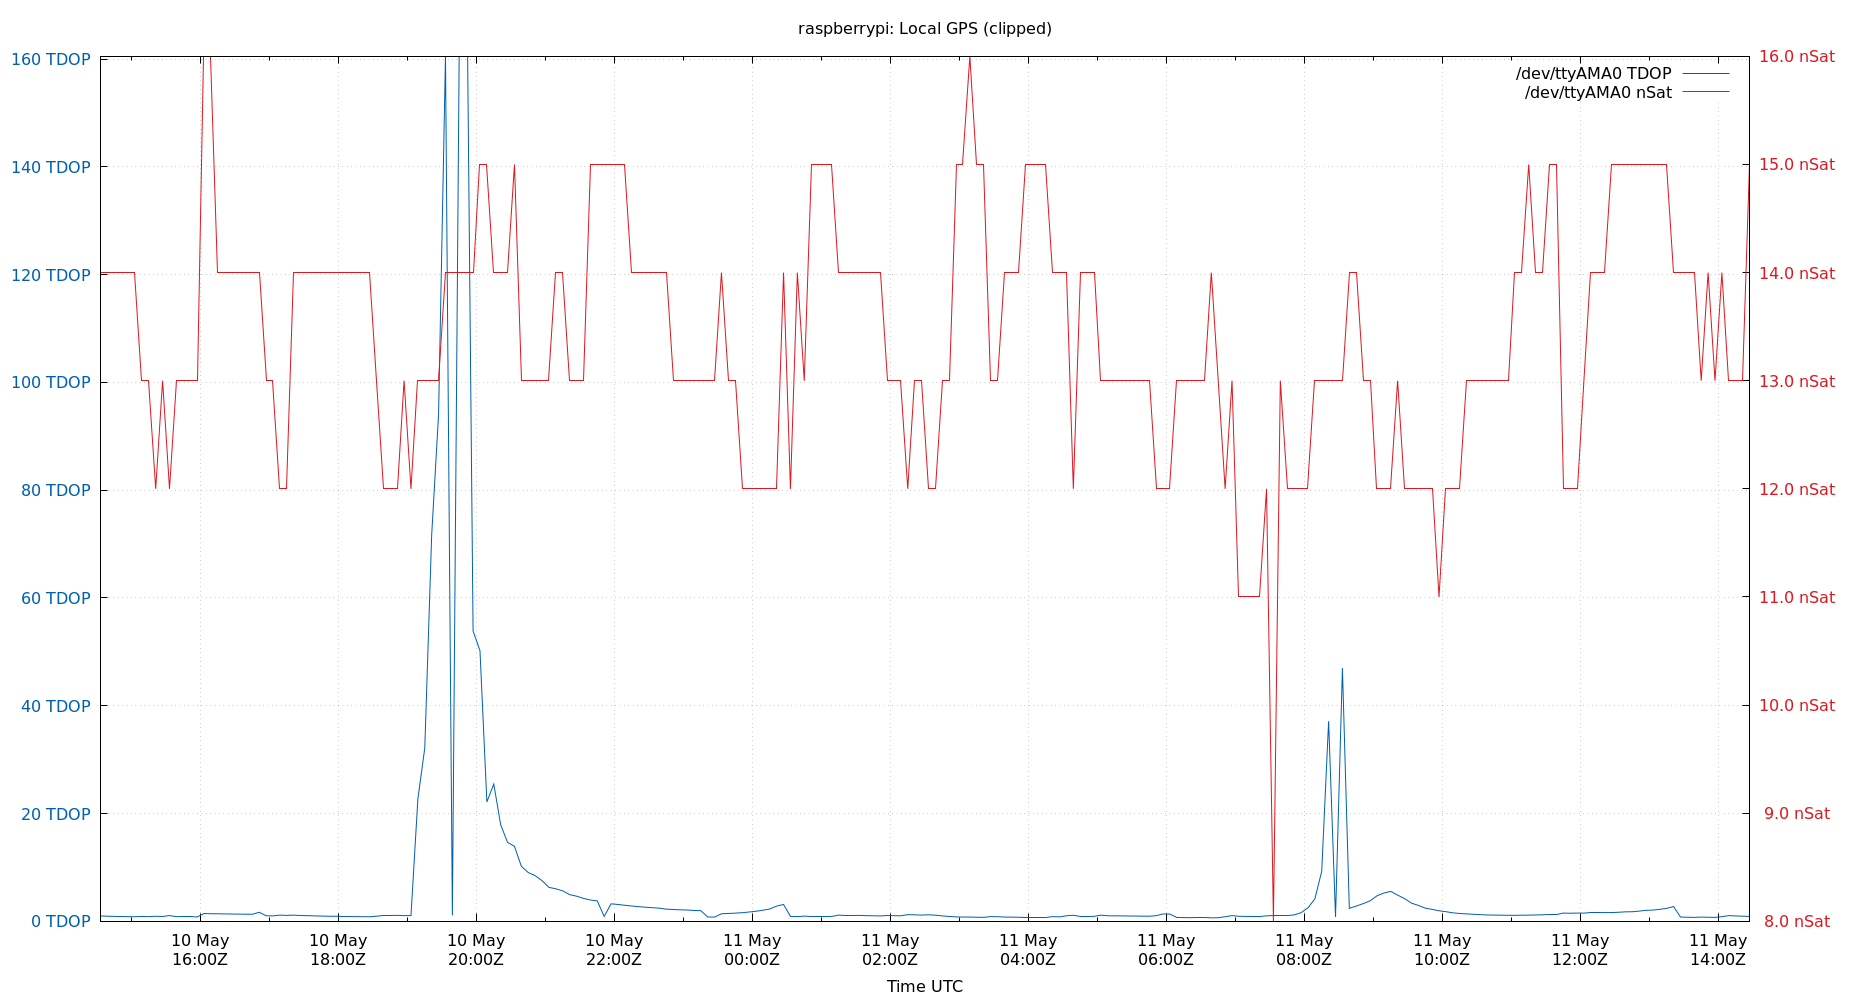 raspberrypi: Local GPS (clipped)
160 TDOP
140 TDOP
120 TDOP
100 TDOP
80 TDOP
60 TDOP
40 TDOP
20 TDOP
0 TDOP
16.0 nSat
15.0 nSat
14.0 nSat
13.0 nSat
12.0 nSat
11.0 nSat
10.0 nSat
9.0 nSat
8.0 nSat
/dev/ttyAMA0 TDOP
/dev/ttyAMA0 nSat
10 May
16:00Z
10 May
18:00Z
10 May
20:00Z
10 May
22:00Z
11 May
00:00Z
11 May
02:00Z
11 May
04:00Z
11 May
06:00Z
11 May
08:00Z
11 May
10:00Z
11 May
12:00Z
11 May
14:00Z
Time UTC